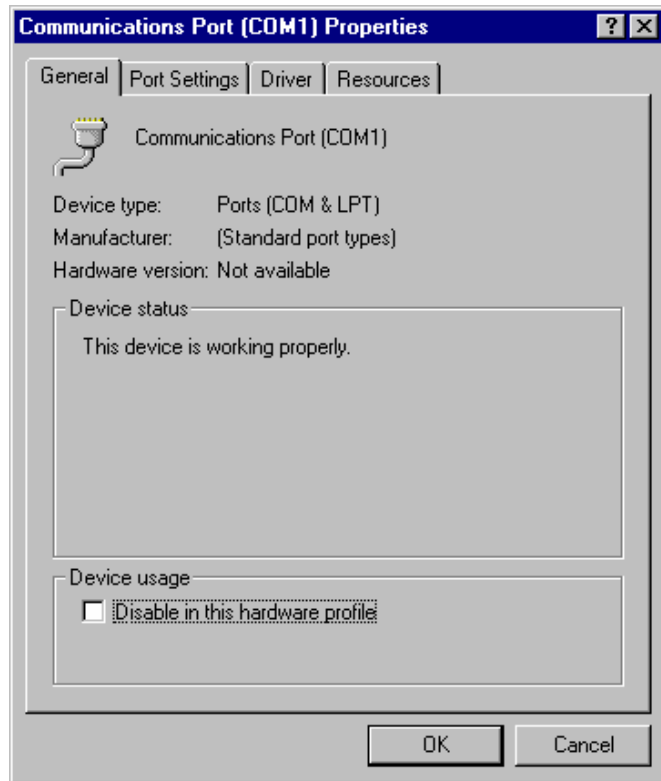 Communications Port (COM1) Properties
General Port Settings Driver Resources
Communications Port (COM1)
Device type: Ports (COM & LPT)
Manufacturer: (Standard port types)
Hardware version: Not available
Device status
This device is working properly.
Device usage
Disable in this hardware profile
OK Cancel